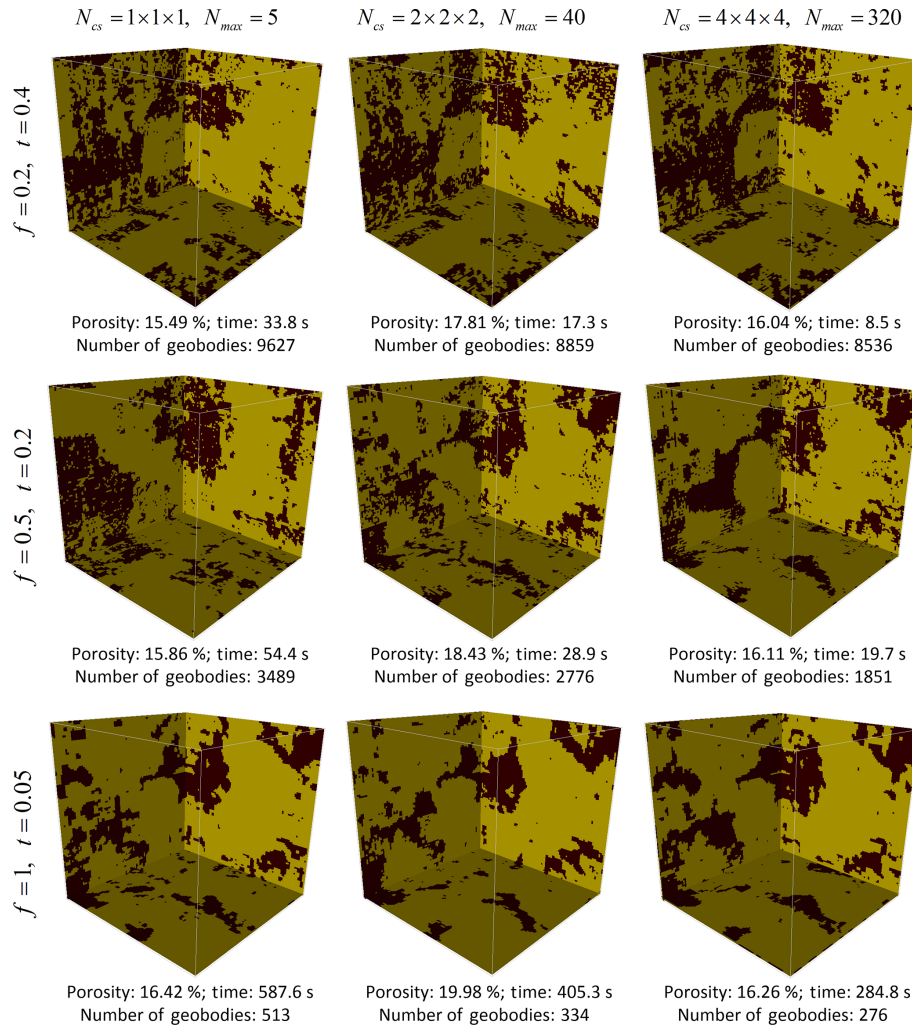 N_cs = 1×1×1, N_max = 5
N_cs = 2×2×2, N_max = 40
N_cs = 4×4×4, N_max = 320
f = 0.2, t = 0.4
Porosity: 15.49 %; time: 33.8 s
Number of geobodies: 9627
Porosity: 17.81 %; time: 17.3 s
Number of geobodies: 8859
Porosity: 16.04 %; time: 8.5 s
Number of geobodies: 8536
f = 0.5, t = 0.2
Porosity: 15.86 %; time: 54.4 s
Number of geobodies: 3489
Porosity: 18.43 %; time: 28.9 s
Number of geobodies: 2776
Porosity: 16.11 %; time: 19.7 s
Number of geobodies: 1851
f = 1, t = 0.05
Porosity: 16.42 %; time: 587.6 s
Number of geobodies: 513
Porosity: 19.98 %; time: 405.3 s
Number of geobodies: 334
Porosity: 16.26 %; time: 284.8 s
Number of geobodies: 276